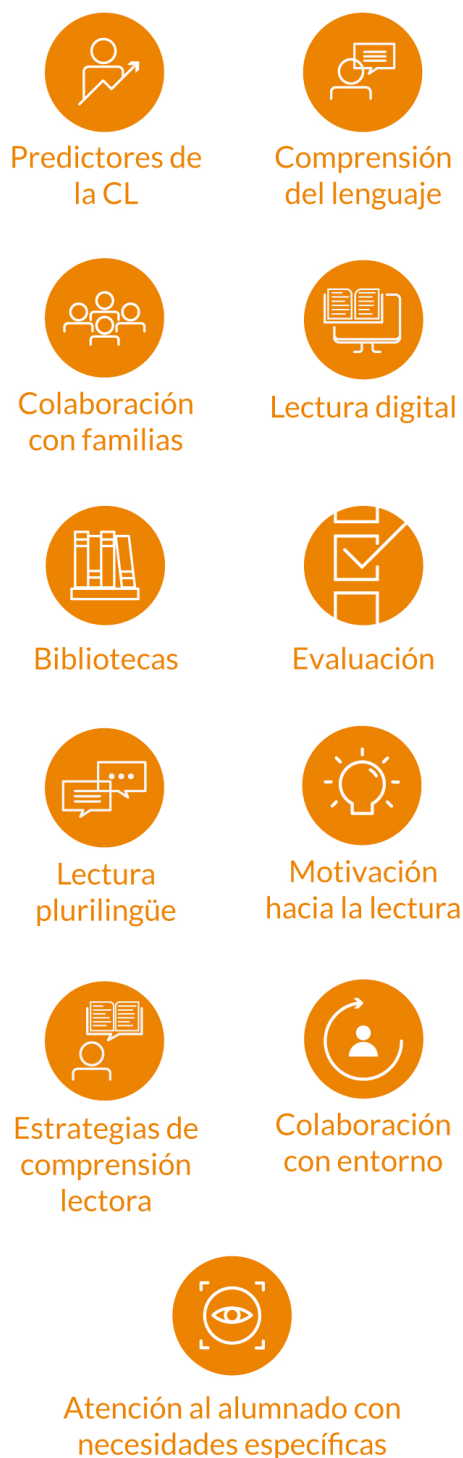 Predictores de
la CL
Comprensión
del lenguaje
Colaboración
con familias
Lectura digital
Bibliotecas
Evaluación
Lectura
plurilingüe
Motivación
hacia la lectura
Estrategias de
comprensión
lectora
Colaboración
con entorno
Atención al alumnado con
necesidades específicas